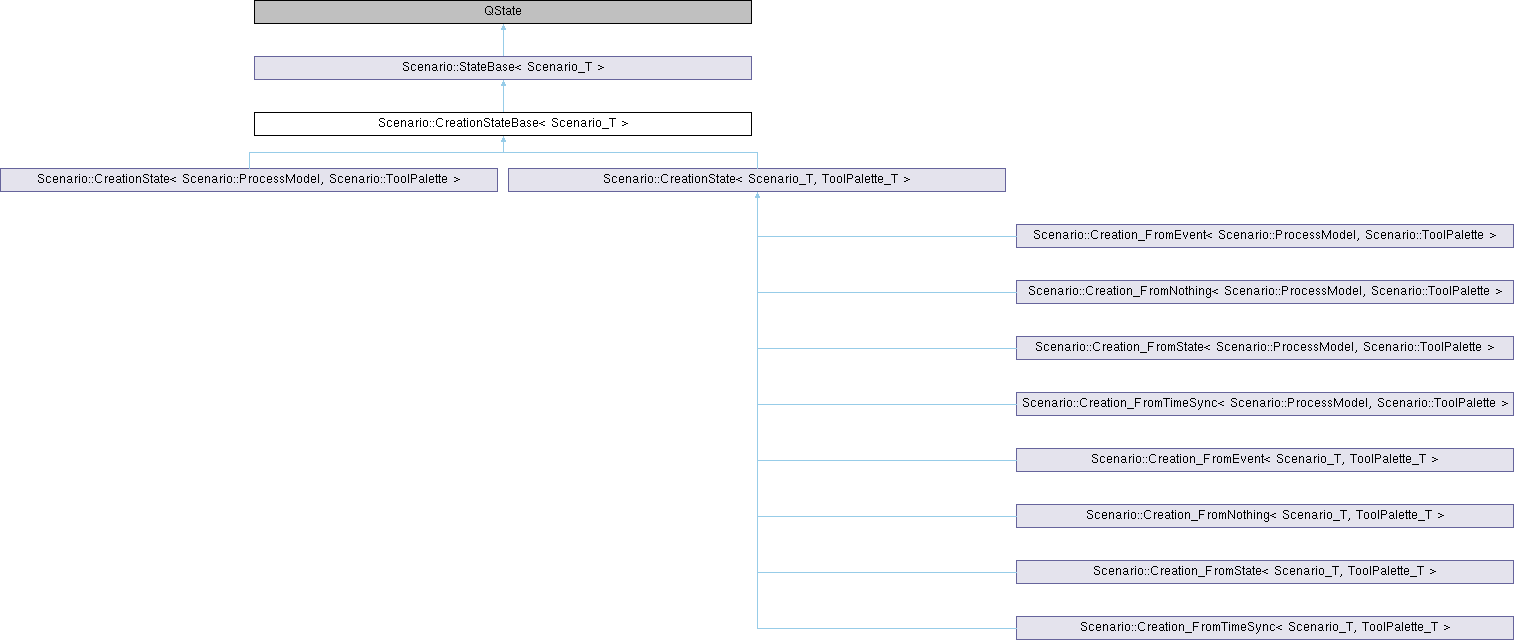 QState
Scenario::StateBase< Scenario_T >
Scenario::CreationStateBase< Scenario_T >
Scenario::CreationState< Scenario::ProcessModel, Scenario::ToolPalette >
Scenario::CreationState< Scenario_T, ToolPalette_T >
Scenario::Creation_FromEvent< Scenario::ProcessModel, Scenario::ToolPalette >
Scenario::Creation_FromNothing< Scenario::ProcessModel, Scenario::ToolPalette >
Scenario::Creation_FromState< Scenario::ProcessModel, Scenario::ToolPalette >
Scenario::Creation_FromTimeSync< Scenario::ProcessModel, Scenario::ToolPalette >
Scenario::Creation_FromEvent< Scenario_T, ToolPalette_T >
Scenario::Creation_FromNothing< Scenario_T, ToolPalette_T >
Scenario::Creation_FromState< Scenario_T, ToolPalette_T >
Scenario::Creation_FromTimeSync< Scenario_T, ToolPalette_T >